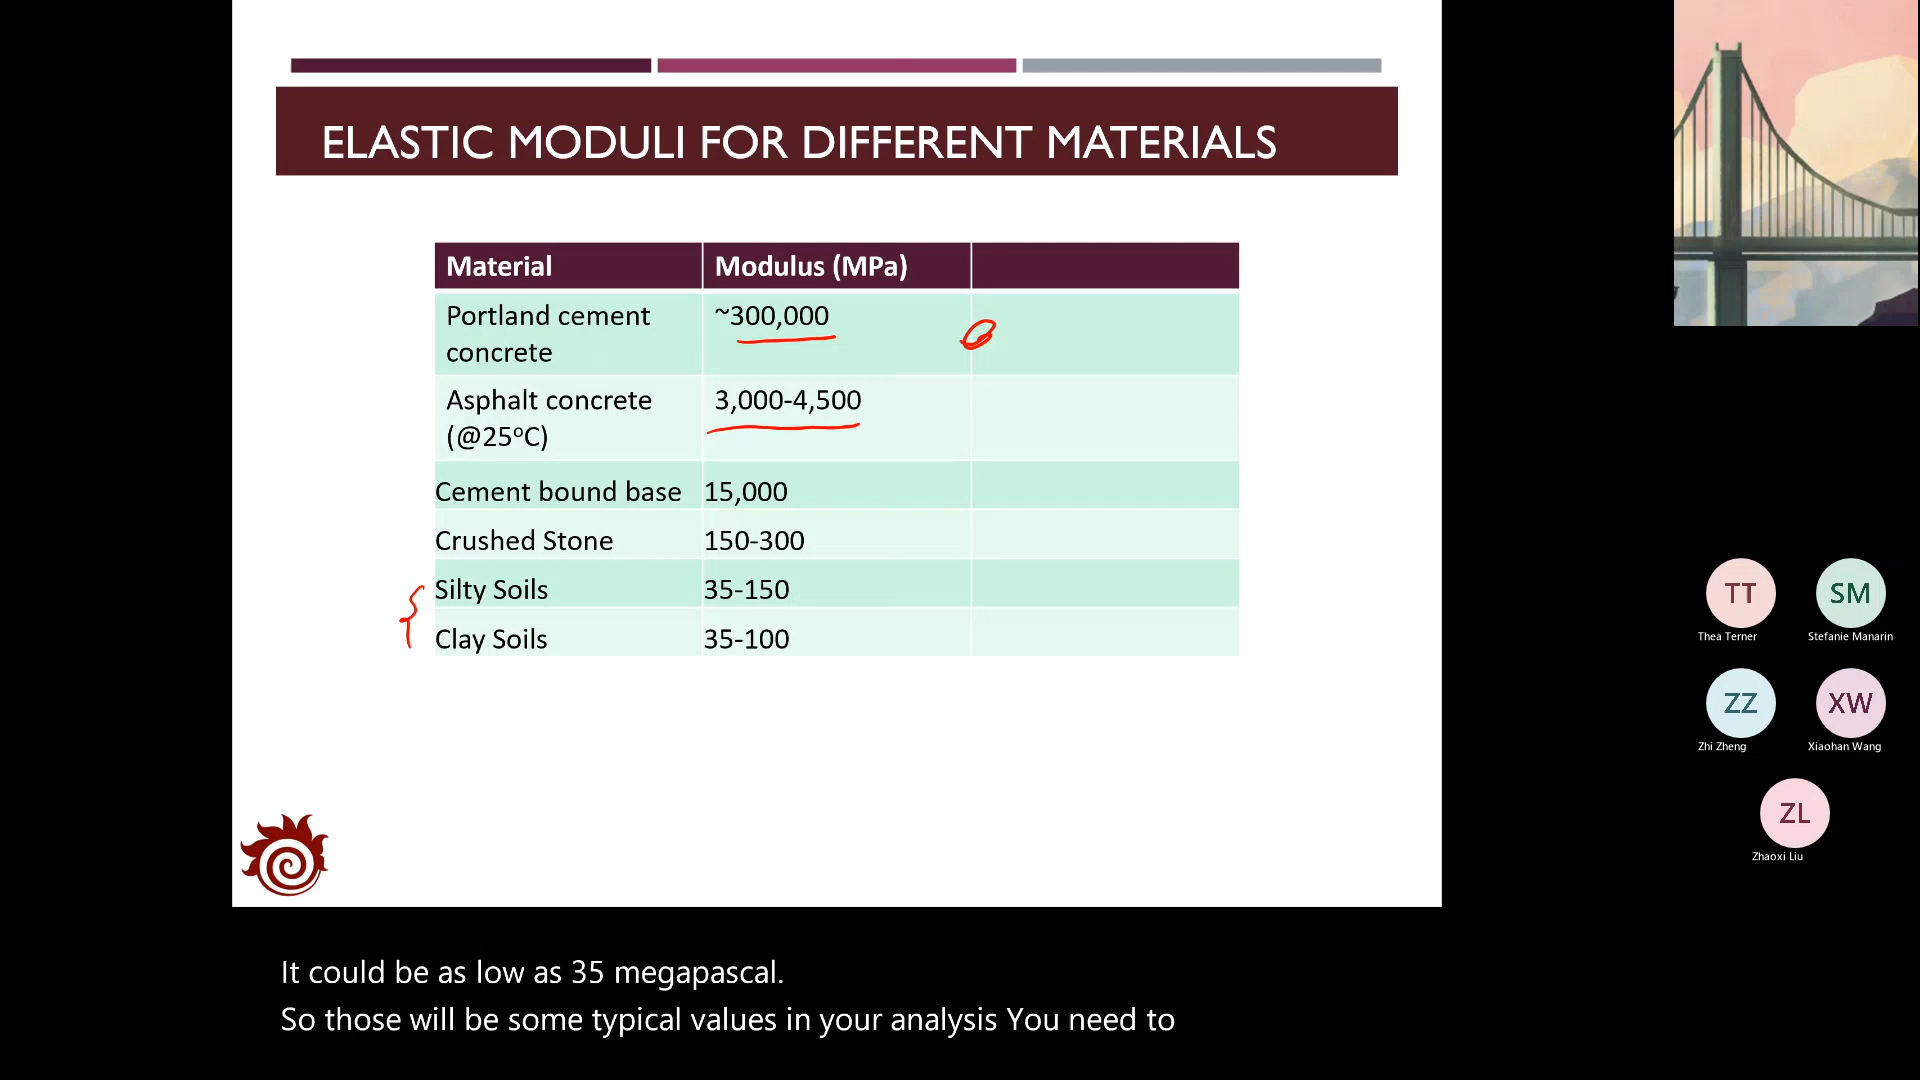 ELASTIC MODULI FOR DIFFERENT MATERIALS
Material Modulus (MPa)
Portland cement concrete ~300,000
Asphalt concrete (@25ºC) 3,000-4,500
Cement bound base 15,000
Crushed Stone 150-300
Silty Soils 35-150
Clay Soils 35-100
TT SM
Thea Terner Stefanie Manarin
ZZ XW
Zhi Zheng Xiaohan Wang
ZL
Zhaoxi Liu
It could be as low as 35 megapascal.
So those will be some typical values in your analysis You need to